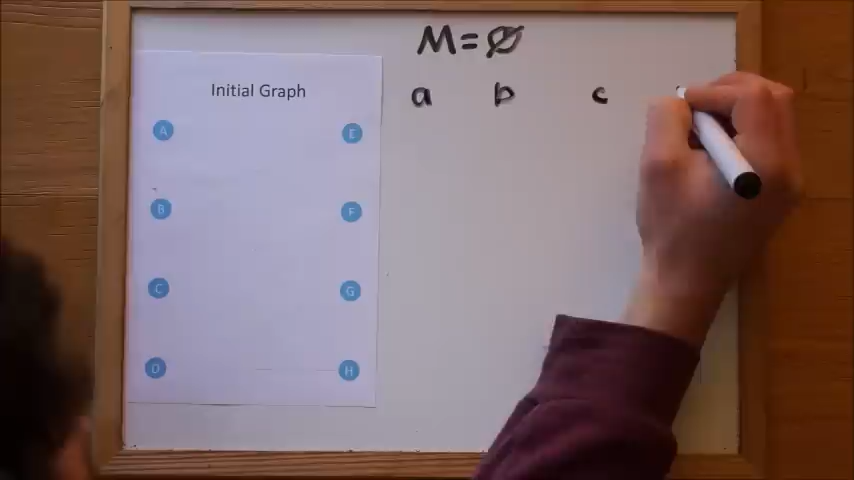 M=∅
Initial Graph
a b c
A E
B F
C G
D H